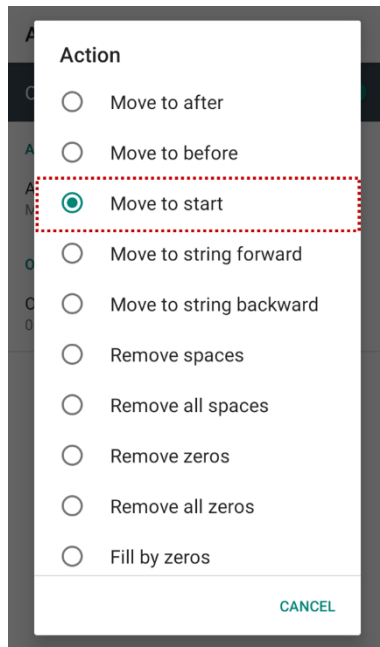 Action
Move to after
Move to before
Move to start
Move to string forward
Move to string backward
Remove spaces
Remove all spaces
Remove zeros
Remove all zeros
Fill by zeros
CANCEL